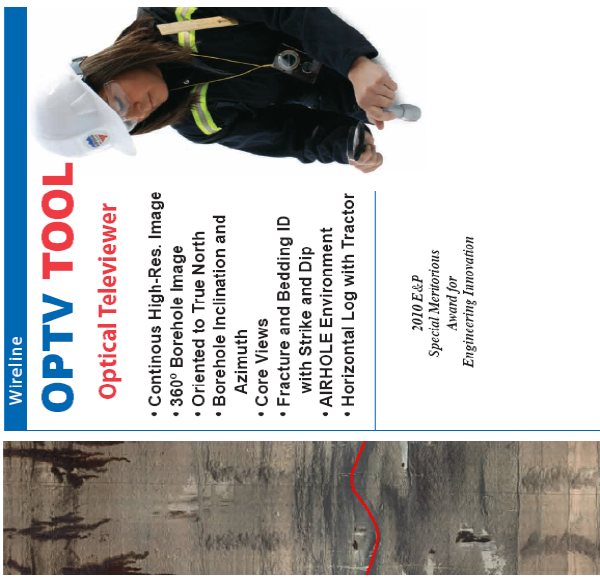 Wireline
OPTV TOOL
Optical Televiewer
• Continous High-Res. Image
• 360° Borehole Image
• Oriented to True North
• Borehole Inclination and
Azimuth
• Core Views
• Fracture and Bedding ID
with Strike and Dip
• AIRHOLE Environment
• Horizontal Log with Tractor
2010 E&P
Special Meritorious
Award for
Engineering Innovation